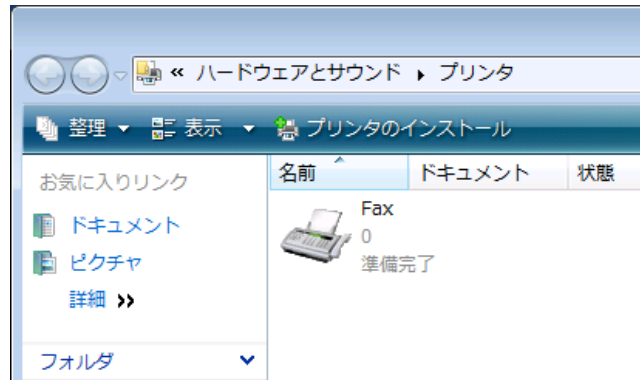 « ハードウェアとサウンド ▸ プリンタ
整理 ▼ 表示 ▼ プリンタのインストール
お気に入りリンク
ドキュメント
ピクチャ
詳細 »
フォルダ
名前 ドキュメント 状態
Fax
0
準備完了